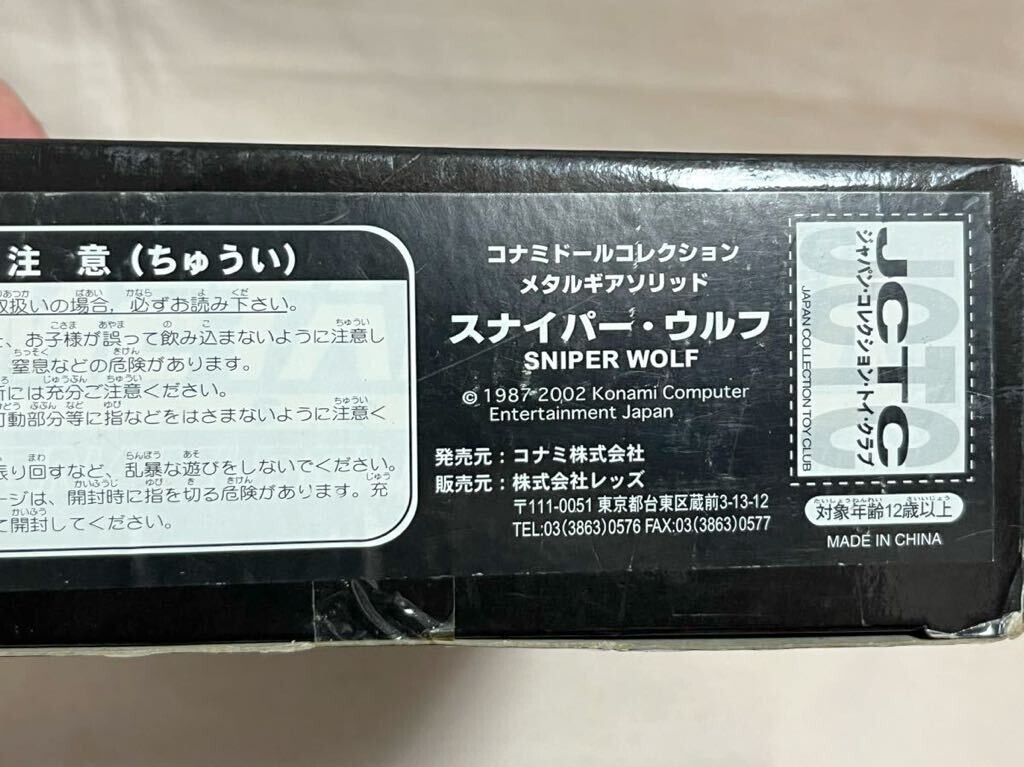 注 意（ちゅうい）
扱いの場合，必ずお読み下さい。
、お子様が誤って飲み込まないように注意し
窒息などの危険があります。
には充分ご注意ください。
動部分等に指などをはさまないように注意く
り回すなど、乱暴な遊びをしないでください。
ージは、開封時に指を切る危険があります。充
て開封してください。
コナミドールコレクション
メタルギアソリッド
スナイパー・ウルフ
SNIPER WOLF
© 1987-2002 Konami Computer
Entertainment Japan
発売元：コナミ株式会社
販売元：株式会社レッズ
〒111-0051 東京都台東区蔵前3-13-12
TEL:03(3863)0576 FAX:03(3863)0577
JCTC
ジャパン・コレクション・トイ・クラブ
JAPAN COLLECTION TOY CLUB
対象年齢12歳以上
MADE IN CHINA